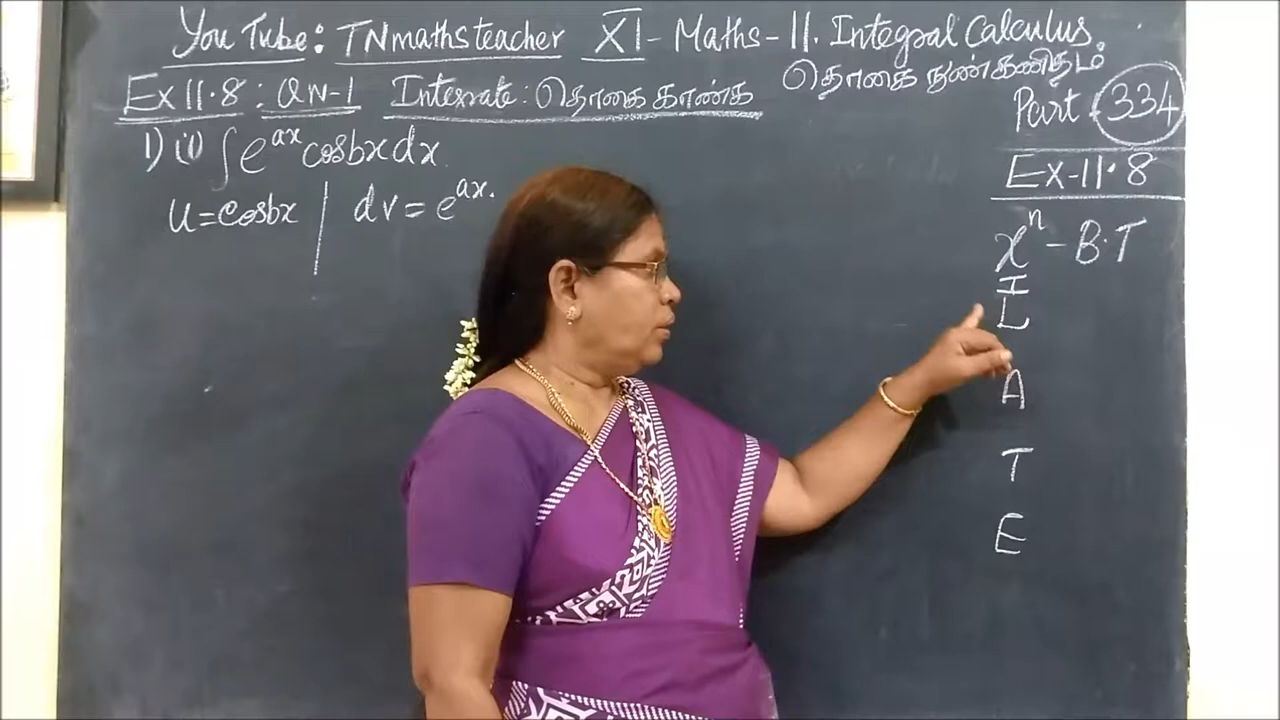 You Tube: TNmathsteacher XI - Maths - 11. Integral Calculus.
தொகை நுண்கணிதம்
Ex 11.8 : QN-1 Integrate: தொகை காண்க
Part 334
1) (i) ∫e^ax cosbx dx.
Ex-11.8
u=cosbx | dv=e^ax.
x^n - B.T
I
L
A
T
E